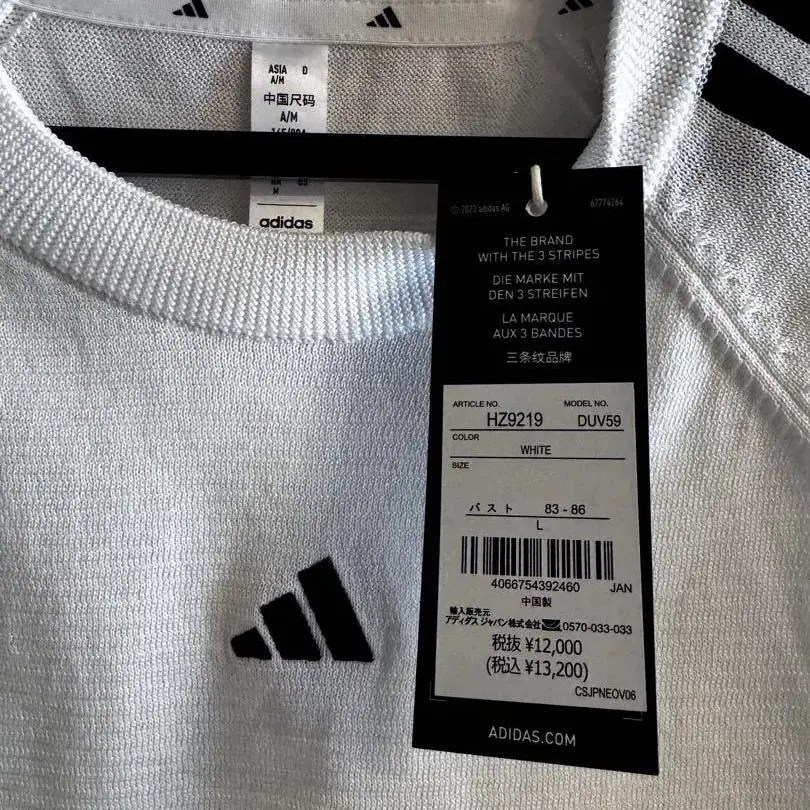 ASIA D
A/M
中国尺码
A/M
M
adidas
© 2023 adidas AG
62774264
THE BRAND
WITH THE 3 STRIPES
DIE MARKE MIT
DEN 3 STREIFEN
LA MARQUE
AUX 3 BANDES
三条纹品牌
ARTICLE NO. MODEL NO.
HZ9219 DUV59
COLOR
WHITE
SIZE
バスト 83 - 86
L
4066754392460 JAN
中国製
輸入販売元
アディダス ジャパン株式会社 0570-033-033
税抜 ¥12,000
(税込 ¥13,200)
CSJPNEOV06
ADIDAS.COM